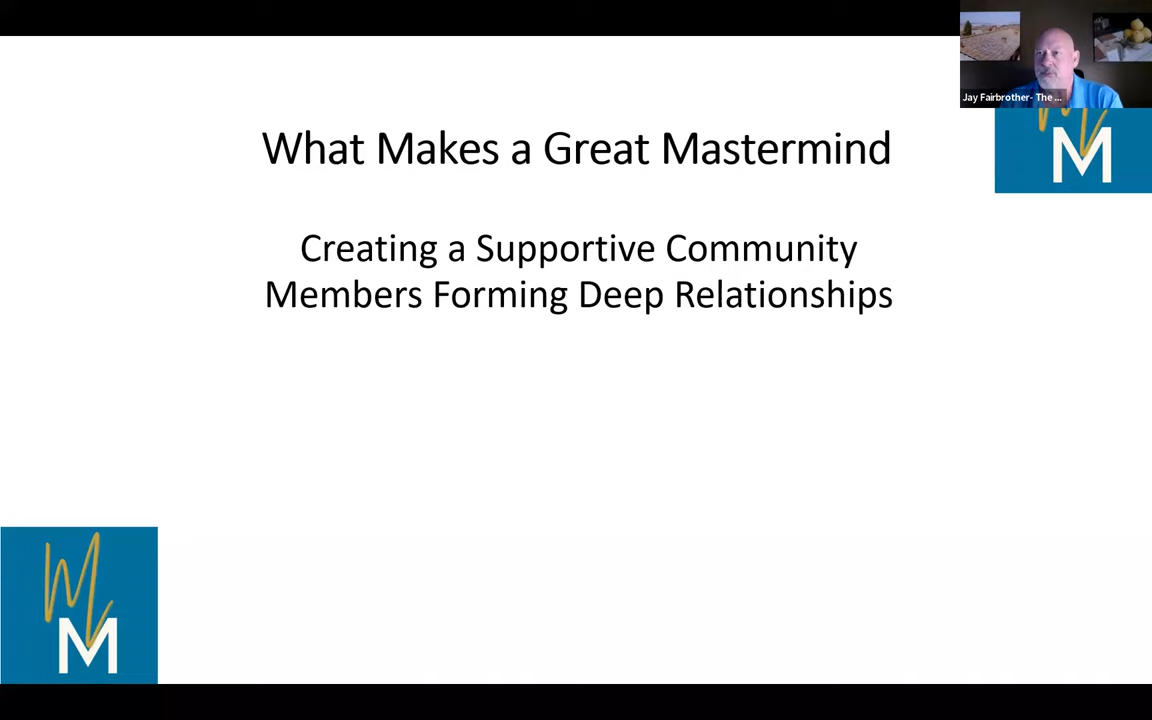 What Makes a Great Mastermind
Creating a Supportive Community
Members Forming Deep Relationships
Jay Fairbrother- The ...
M
M
M
M